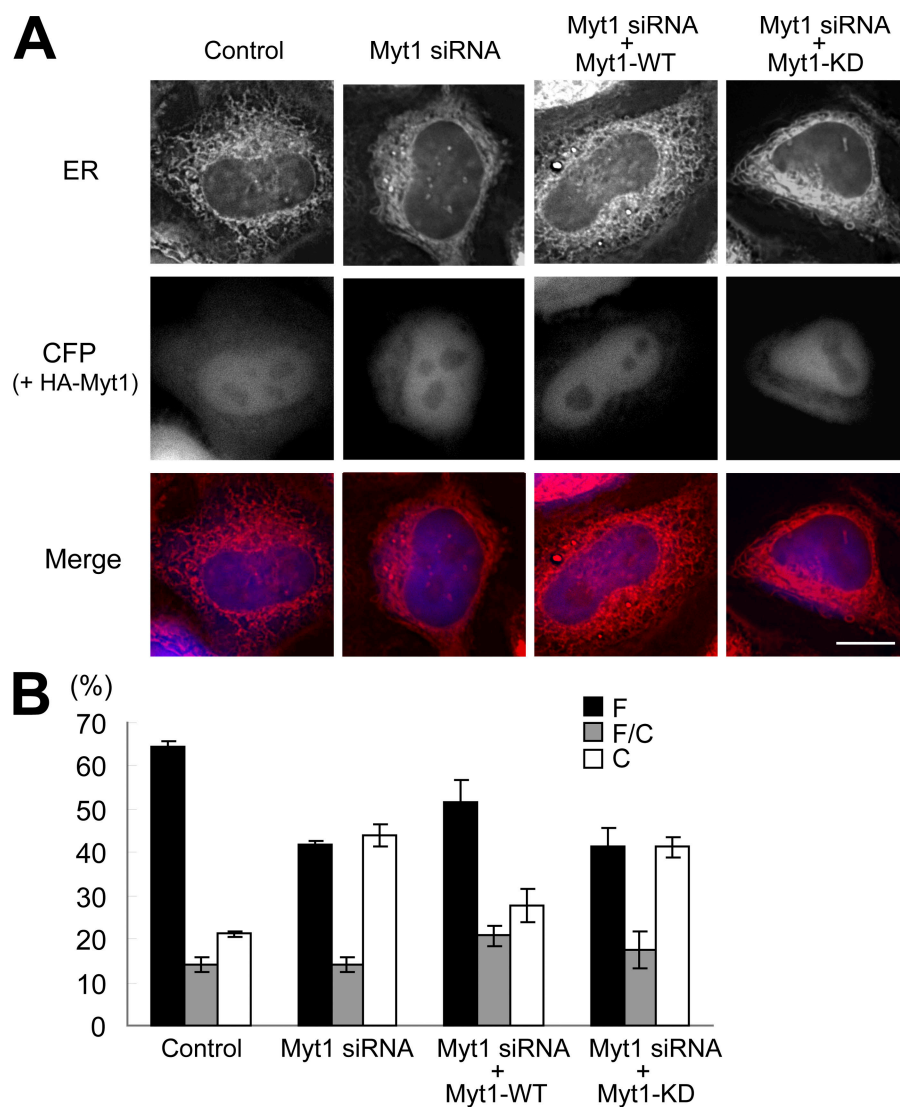 A
Control
Myt1 siRNA
Myt1 siRNA
+
Myt1-WT
Myt1 siRNA
+
Myt1-KD
ER
CFP
(+ HA-Myt1)
Merge
B
(%)
70
60
50
40
30
20
10
0
F
F/C
C
Control
Myt1 siRNA
Myt1 siRNA
+
Myt1-WT
Myt1 siRNA
+
Myt1-KD